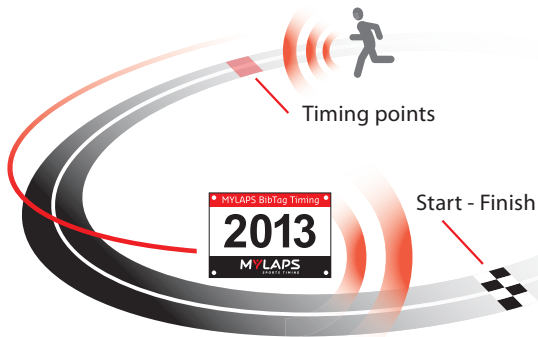 Timing points
MYLAPS BibTag Timing
2013
MYLAPS
SPORTS TIMING
Start - Finish